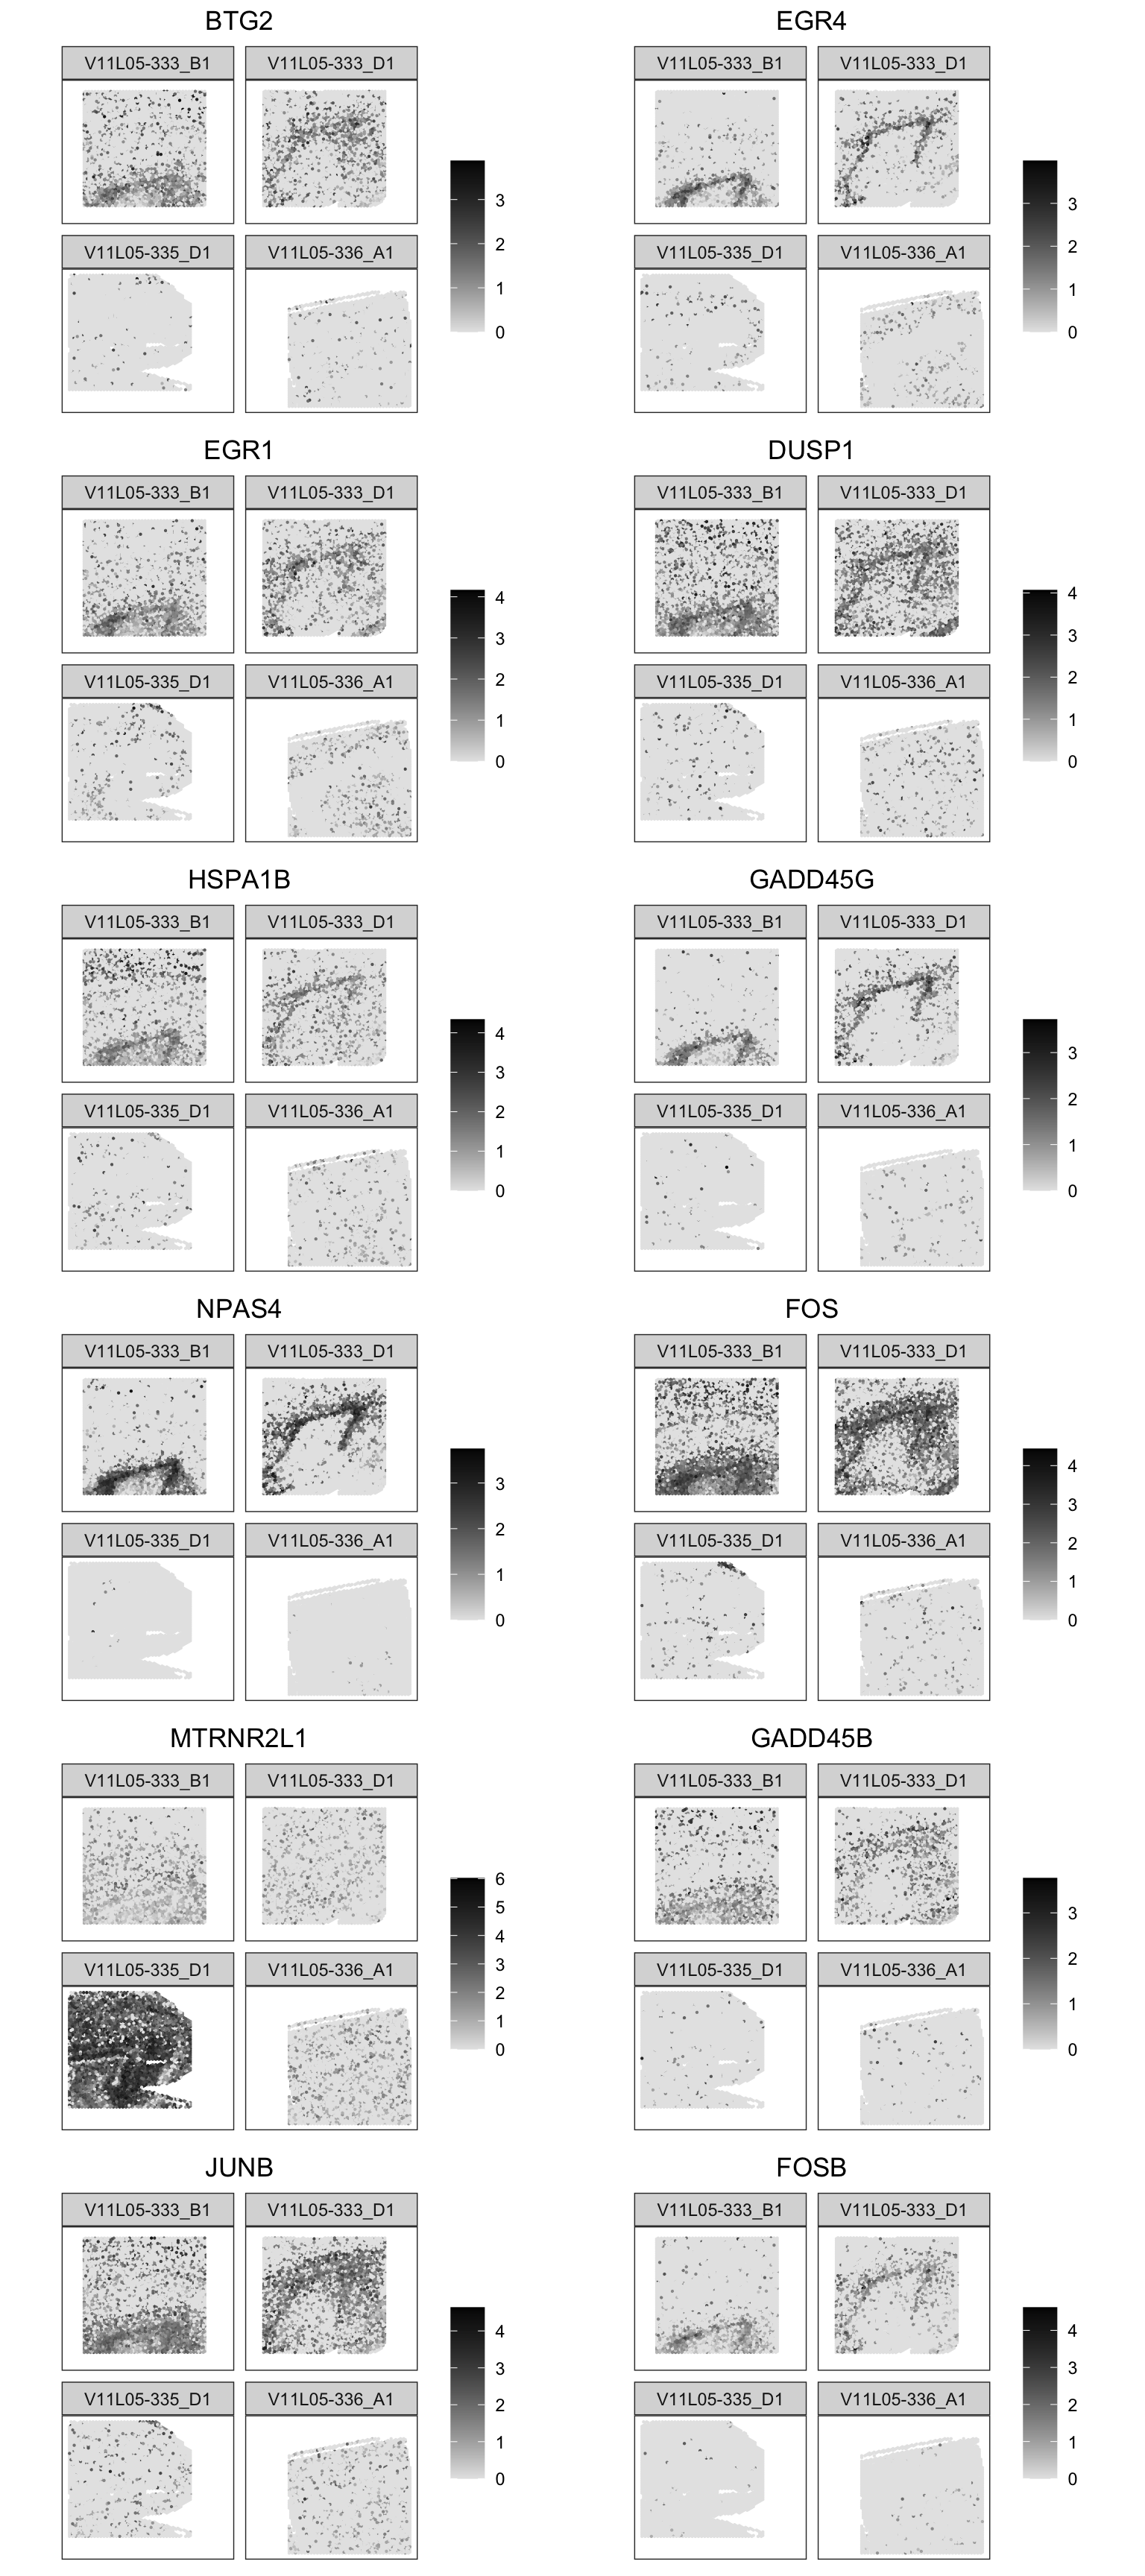 BTG2 EGR4
V11L05-333_B1 V11L05-333_D1 V11L05-333_B1 V11L05-333_D1
3 3
2 2
V11L05-335_D1 V11L05-336_A1 V11L05-335_D1 V11L05-336_A1
1 1
0 0
EGR1 DUSP1
V11L05-333_B1 V11L05-333_D1 V11L05-333_B1 V11L05-333_D1
4 4
3 3
V11L05-335_D1 V11L05-336_A1 V11L05-335_D1 V11L05-336_A1
2 2
1 1
0 0
HSPA1B GADD45G
V11L05-333_B1 V11L05-333_D1 V11L05-333_B1 V11L05-333_D1
4 3
3 2
V11L05-335_D1 V11L05-336_A1 V11L05-335_D1 V11L05-336_A1
2 1
1 0
0
NPAS4 FOS
V11L05-333_B1 V11L05-333_D1 V11L05-333_B1 V11L05-333_D1
3 4
2 3
V11L05-335_D1 V11L05-336_A1 V11L05-335_D1 V11L05-336_A1
1 2
0 1
0
MTRNR2L1 GADD45B
V11L05-333_B1 V11L05-333_D1 V11L05-333_B1 V11L05-333_D1
6 3
5 2
4 1
V11L05-335_D1 V11L05-336_A1 V11L05-335_D1 V11L05-336_A1
3 0
2
1
0
JUNB FOSB
V11L05-333_B1 V11L05-333_D1 V11L05-333_B1 V11L05-333_D1
4 4
3 3
V11L05-335_D1 V11L05-336_A1 V11L05-335_D1 V11L05-336_A1
2 2
1 1
0 0